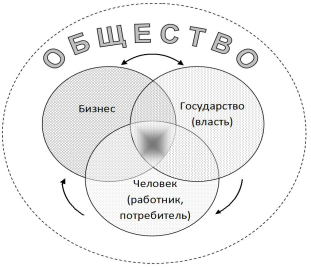 ОБЩЕСТВО
Бизнес
Государство
(власть)
Человек
(работник,
потребитель)